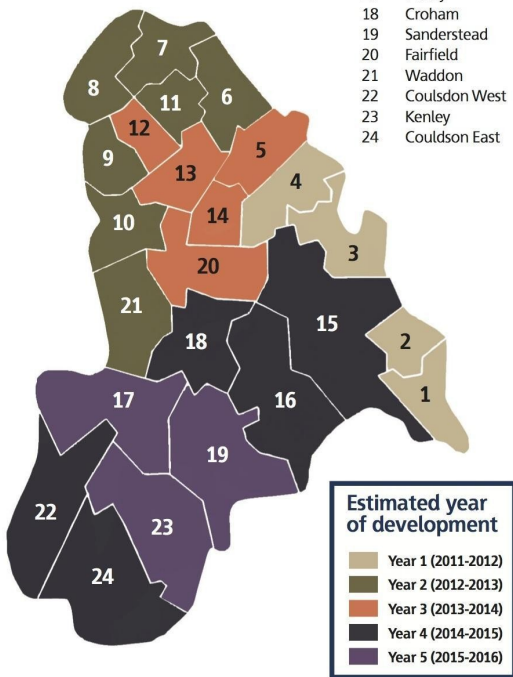 18 Croham
19 Sanderstead
20 Fairfield
21 Waddon
22 Coulsdon West
23 Kenley
24 Couldson East
7
8
11
6
12
5
9
13
4
14
10
3
20
21
15
18
2
1
17
16
19
22
23
24
Estimated year
of development
Year 1 (2011-2012)
Year 2 (2012-2013)
Year 3 (2013-2014)
Year 4 (2014-2015)
Year 5 (2015-2016)